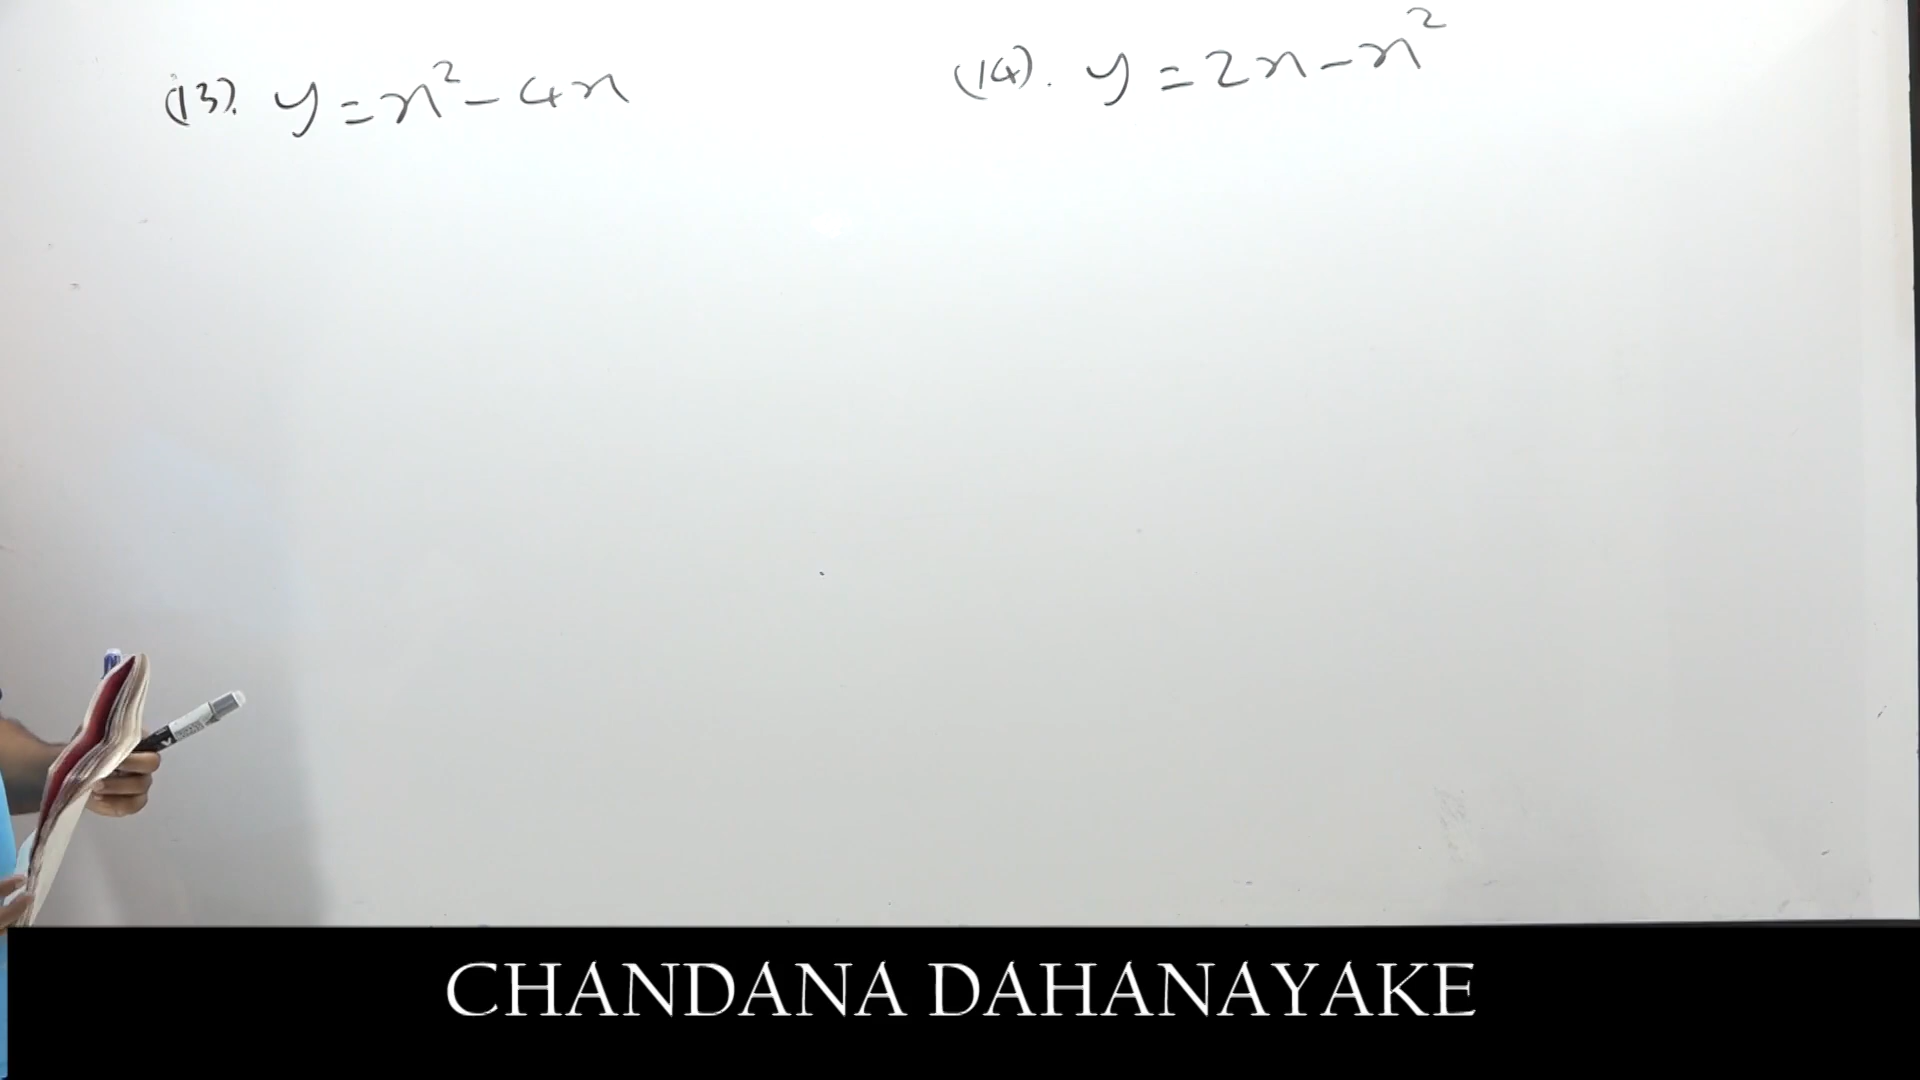 (13). y = x² - 4x
(14). y = 2x - x²
CHANDANA DAHANAYAKE